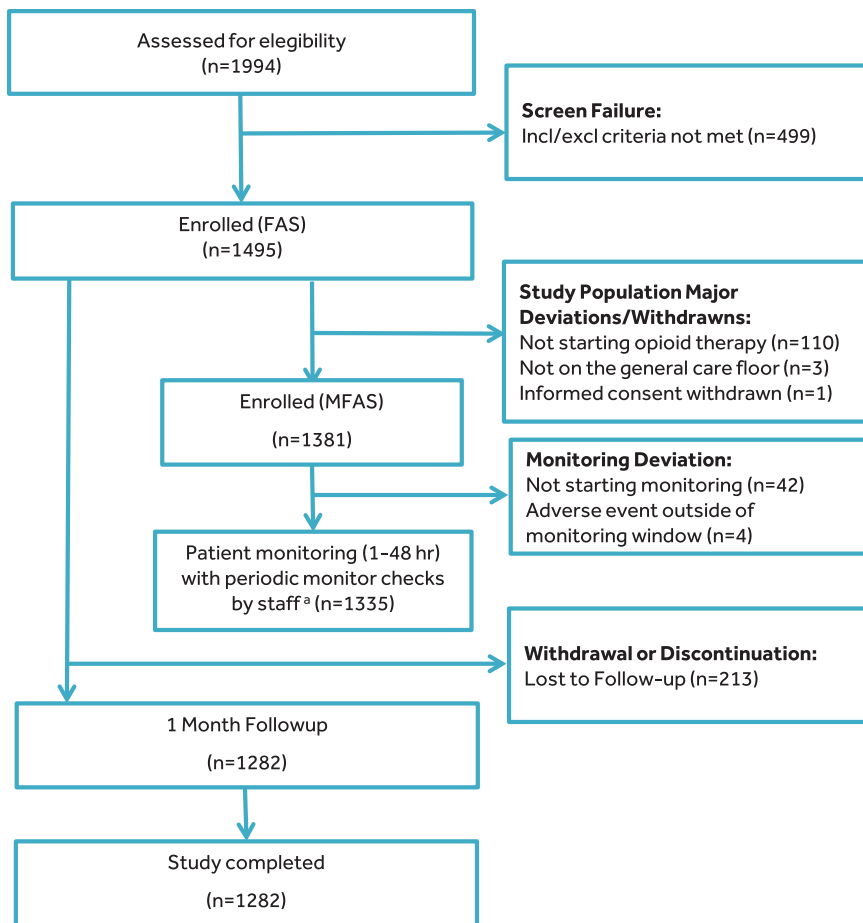 Assessed for elegibility
(n=1994)
Screen Failure:
Incl/excl criteria not met (n=499)
Enrolled (FAS)
(n=1495)
Study Population Major
Deviations/Withdrawns:
Not starting opioid therapy (n=110)
Not on the general care floor (n=3)
Informed consent withdrawn (n=1)
Enrolled (MFAS)
(n=1381)
Monitoring Deviation:
Not starting monitoring (n=42)
Adverse event outside of
monitoring window (n=4)
Patient monitoring (1–48 hr)
with periodic monitor checks
by staff a (n=1335)
Withdrawal or Discontinuation:
Lost to Follow-up (n=213)
1 Month Followup
(n=1282)
Study completed
(n=1282)